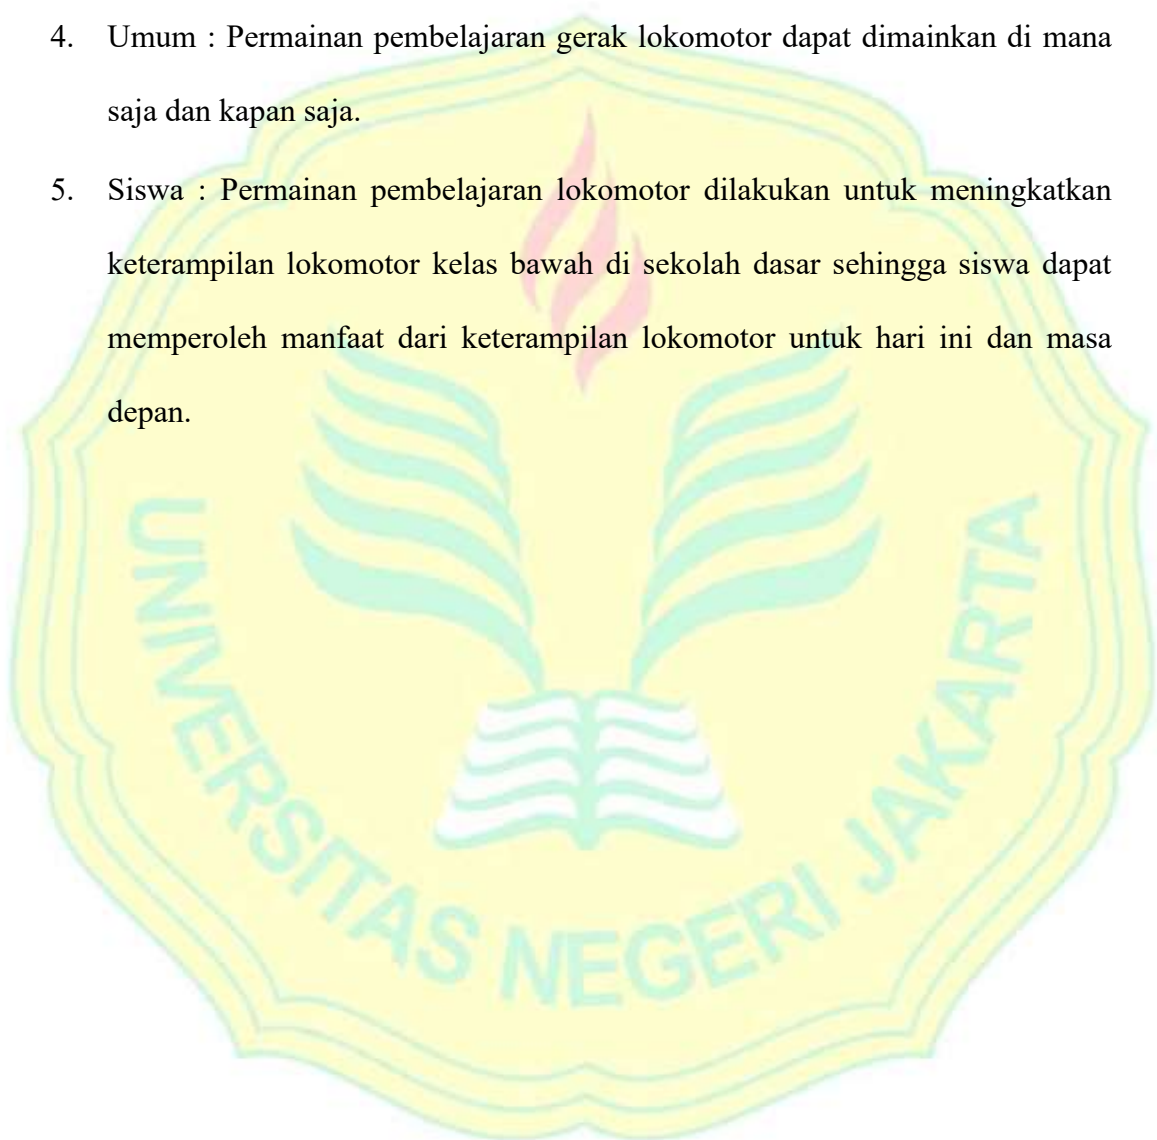 4. Umum : Permainan pembelajaran gerak lokomotor dapat dimainkan di mana
saja dan kapan saja.
5. Siswa : Permainan pembelajaran lokomotor dilakukan untuk meningkatkan
keterampilan lokomotor kelas bawah di sekolah dasar sehingga siswa dapat
memperoleh manfaat dari keterampilan lokomotor untuk hari ini dan masa
depan.
UNIVERSITAS NEGERI JAKARTA